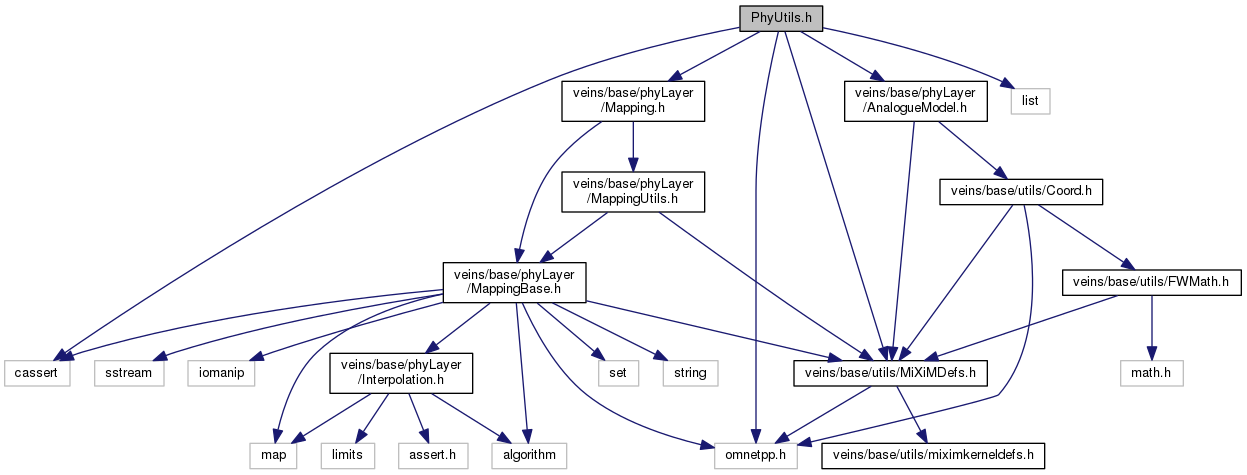 PhyUtils.h
veins/base/phyLayer
/Mapping.h
veins/base/phyLayer
/AnalogueModel.h
list
veins/base/phyLayer
/MappingUtils.h
veins/base/utils/Coord.h
veins/base/phyLayer
/MappingBase.h
veins/base/utils/FWMath.h
cassert
sstream
iomanip
veins/base/phyLayer
/Interpolation.h
set
string
veins/base/utils/MiXiMDefs.h
math.h
map
limits
assert.h
algorithm
omnetpp.h
veins/base/utils/miximkerneldefs.h